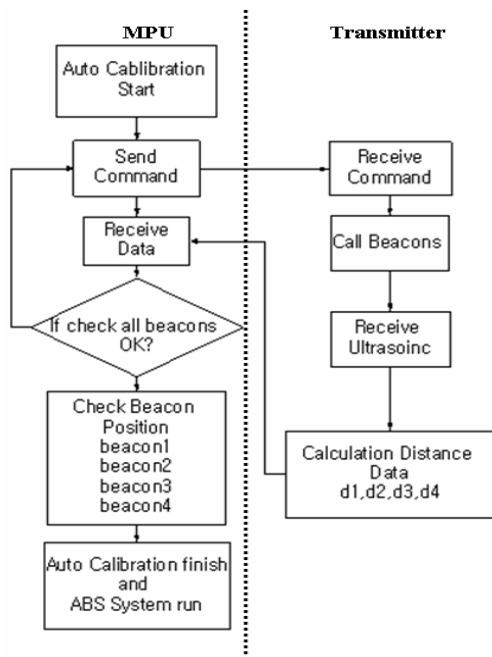 MPU
Transmitter
Auto Cablibration
Start
Send
Command
Receive
Command
Receive
Data
Call Beacons
If check all beacons
OK?
Receive
Ultrasoinc
Check Beacon
Position
beacon1
beacon2
beacon3
beacon4
Calculation Distance
Data
d1,d2,d3,d4
Auto Calibration finish
and
ABS System run